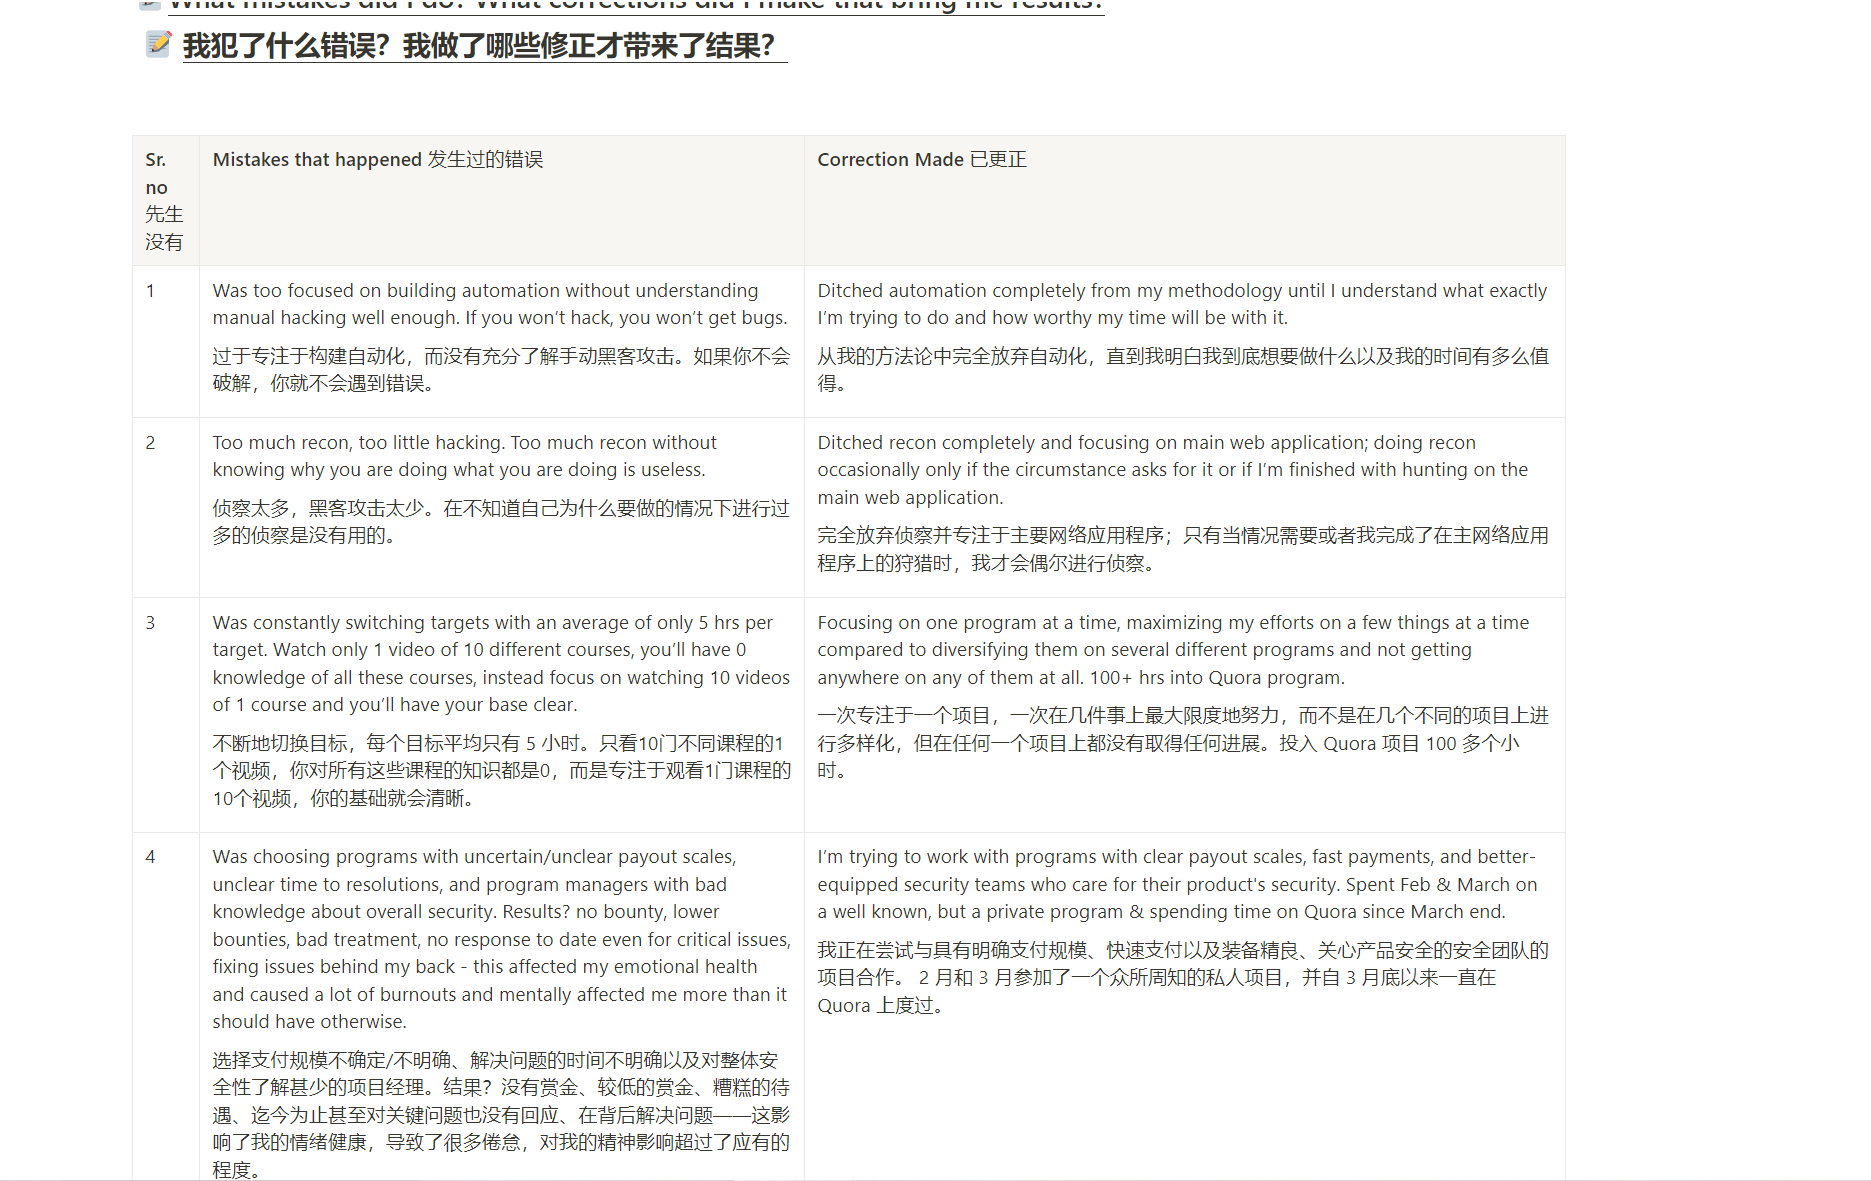 What mistakes did I do? What corrections did I make that bring me results?
我犯了什么错误？我做了哪些修正才带来了结果？
Sr.
no
先生
没有
Mistakes that happened 发生过的错误
Correction Made 已更正
1
Was too focused on building automation without understanding
manual hacking well enough. If you won’t hack, you won’t get bugs.
过于专注于构建自动化，而没有充分了解手动黑客攻击。如果你不会
破解，你就不会遇到错误。
Ditched automation completely from my methodology until I understand what exactly
I’m trying to do and how worthy my time will be with it.
从我的方法论中完全放弃自动化，直到我明白我到底想要做什么以及我的时间有多么值
得。
2
Too much recon, too little hacking. Too much recon without
knowing why you are doing what you are doing is useless.
侦察太多，黑客攻击太少。在不知道自己为什么要做的情况下进行过
多的侦察是没有用的。
Ditched recon completely and focusing on main web application; doing recon
occasionally only if the circumstance asks for it or if I’m finished with hunting on the
main web application.
完全放弃侦察并专注于主要网络应用程序；只有当情况需要或者我完成了在主网络应用
程序上的狩猎时，我才会偶尔进行侦察。
3
Was constantly switching targets with an average of only 5 hrs per
target. Watch only 1 video of 10 different courses, you’ll have 0
knowledge of all these courses, instead focus on watching 10 videos
of 1 course and you’ll have your base clear.
不断地切换目标，每个目标平均只有 5 小时。只看10门不同课程的1
个视频，你对所有这些课程的知识都是0，而是专注于观看1门课程的
10个视频，你的基础就会清晰。
Focusing on one program at a time, maximizing my efforts on a few things at a time
compared to diversifying them on several different programs and not getting
anywhere on any of them at all. 100+ hrs into Quora program.
一次专注于一个项目，一次在几件事上最大限度地努力，而不是在几个不同的项目上进
行多样化，但在任何一个项目上都没有取得任何进展。投入 Quora 项目 100 多个小
时。
4
Was choosing programs with uncertain/unclear payout scales,
unclear time to resolutions, and program managers with bad
knowledge about overall security. Results? no bounty, lower
bounties, bad treatment, no response to date even for critical issues,
fixing issues behind my back - this affected my emotional health
and caused a lot of burnouts and mentally affected me more than it
should have otherwise.
选择支付规模不确定/不明确、解决问题的时间不明确以及对整体安
全性了解甚少的项目经理。结果？没有赏金、较低的赏金、糟糕的待
遇、迄今为止甚至对关键问题也没有回应、在背后解决问题——这影
响了我的情绪健康，导致了很多倦怠，对我的精神影响超过了应有的
程度。
I’m trying to work with programs with clear payout scales, fast payments, and better-
equipped security teams who care for their product's security. Spent Feb & March on
a well known, but a private program & spending time on Quora since March end.
我正在尝试与具有明确支付规模、快速支付以及装备精良、关心产品安全的安全团队的
项目合作。 2 月和 3 月参加了一个众所周知的私人项目，并自 3 月底以来一直在
Quora 上度过。